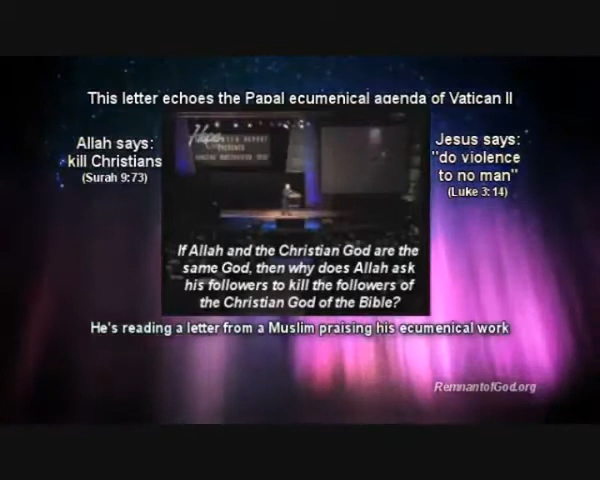 This letter echoes the Papal ecumenical agenda of Vatican II
Allah says:
kill Christians
(Surah 9:73)
Jesus says:
"do violence
to no man"
(Luke 3:14)
Hope
If Allah and the Christian God are the
same God, then why does Allah ask
his followers to kill the followers of
the Christian God of the Bible?
He's reading a letter from a Muslim praising his ecumenical work
RemnantofGod.org